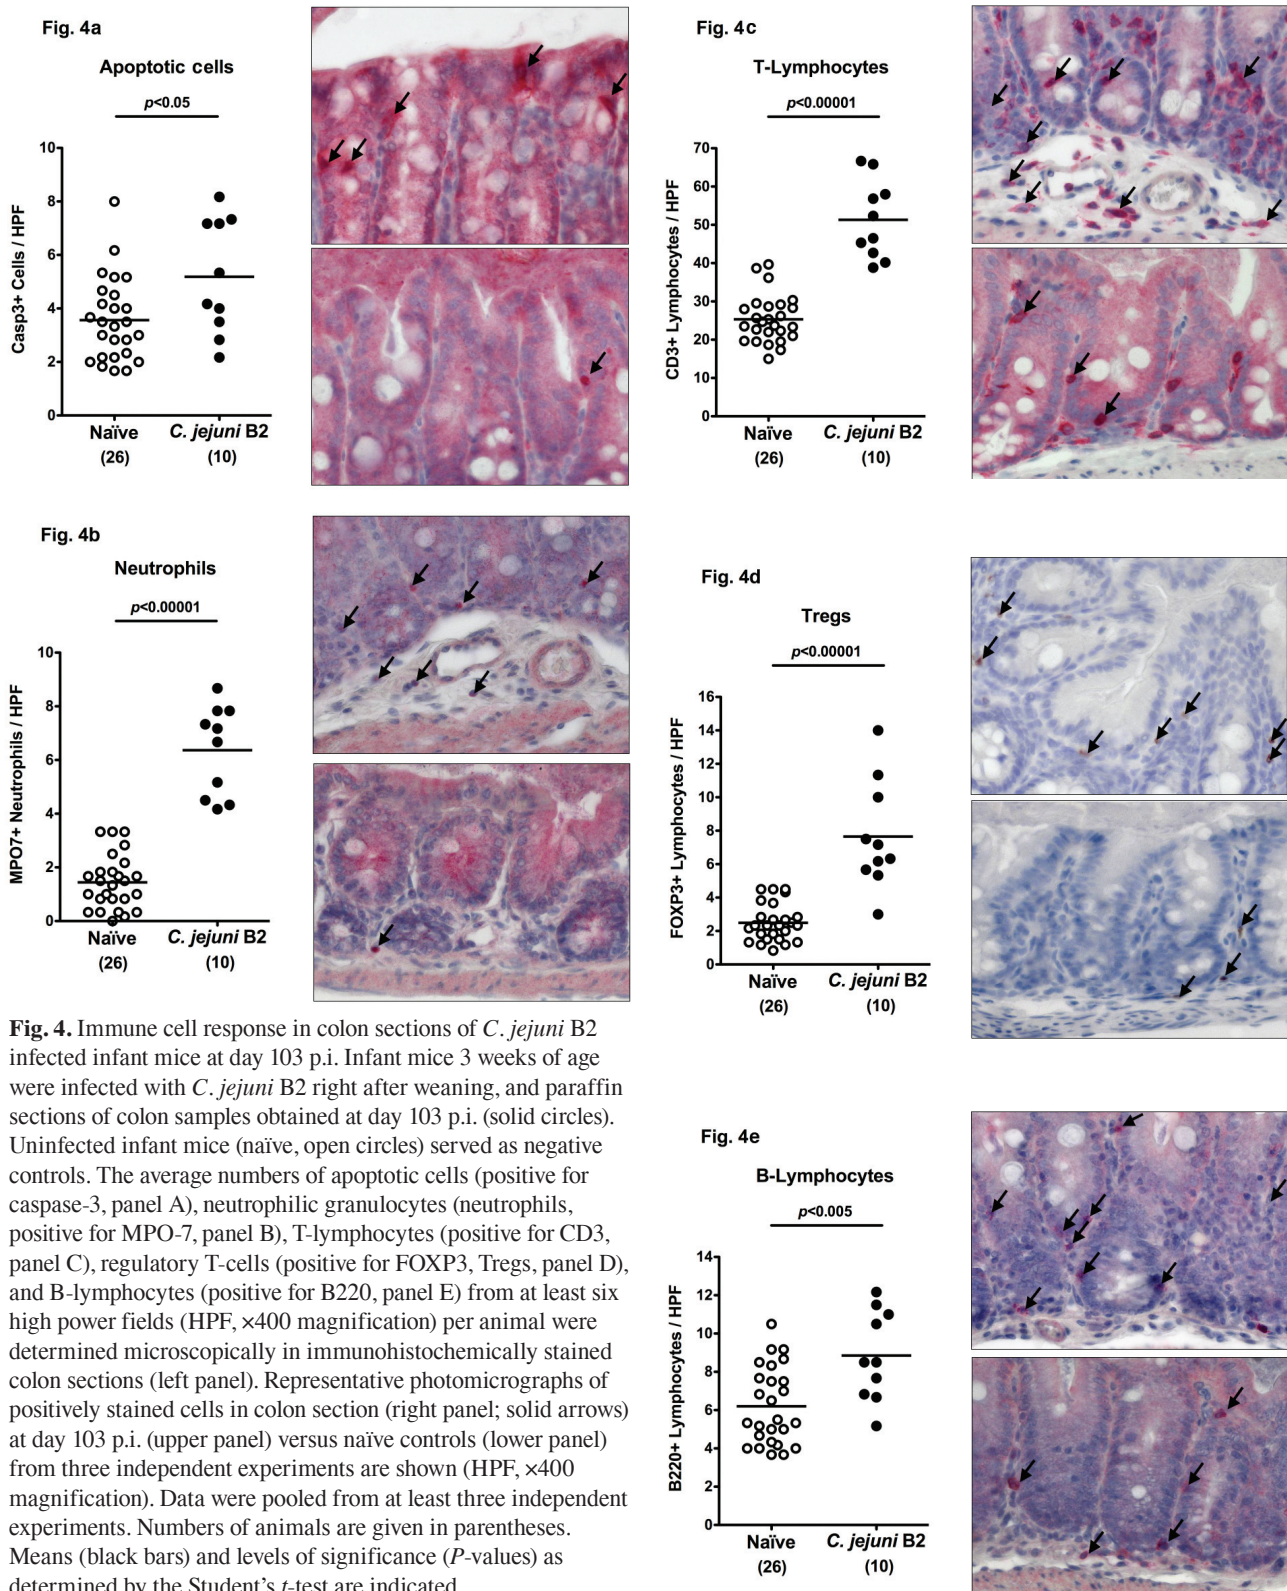 Fig. 4a
Apoptotic cells
p<0.05
Casp3+ Cells / HPF
10
8
6
4
2
0
Naïve
C. jejuni B2
(26)
(10)
Fig. 4b
Neutrophils
p<0.00001
MPO7+ Neutrophils / HPF
10
8
6
4
2
0
Naïve
C. jejuni B2
(26)
(10)
Fig. 4. Immune cell response in colon sections of C. jejuni B2
infected infant mice at day 103 p.i. Infant mice 3 weeks of age
were infected with C. jejuni B2 right after weaning, and paraffin
sections of colon samples obtained at day 103 p.i. (solid circles).
Uninfected infant mice (naïve, open circles) served as negative
controls. The average numbers of apoptotic cells (positive for
caspase-3, panel A), neutrophilic granulocytes (neutrophils,
positive for MPO-7, panel B), T-lymphocytes (positive for CD3,
panel C), regulatory T-cells (positive for FOXP3, Tregs, panel D),
and B-lymphocytes (positive for B220, panel E) from at least six
high power fields (HPF, ×400 magnification) per animal were
determined microscopically in immunohistochemically stained
colon sections (left panel). Representative photomicrographs of
positively stained cells in colon section (right panel; solid arrows)
at day 103 p.i. (upper panel) versus naïve controls (lower panel)
from three independent experiments are shown (HPF, ×400
magnification). Data were pooled from at least three independent
experiments. Numbers of animals are given in parentheses.
Means (black bars) and levels of significance (P-values) as
determined by the Student's t-test are indicated
Fig. 4c
T-Lymphocytes
p<0.00001
CD3+ Lymphocytes / HPF
70
60
50
40
30
20
10
0
Naïve
C. jejuni B2
(26)
(10)
Fig. 4d
Tregs
p<0.00001
FOXP3+ Lymphocytes / HPF
16
14
12
10
8
6
4
2
0
Naïve
C. jejuni B2
(26)
(10)
Fig. 4e
B-Lymphocytes
p<0.005
B220+ Lymphocytes / HPF
14
12
10
8
6
4
2
0
Naïve
C. jejuni B2
(26)
(10)